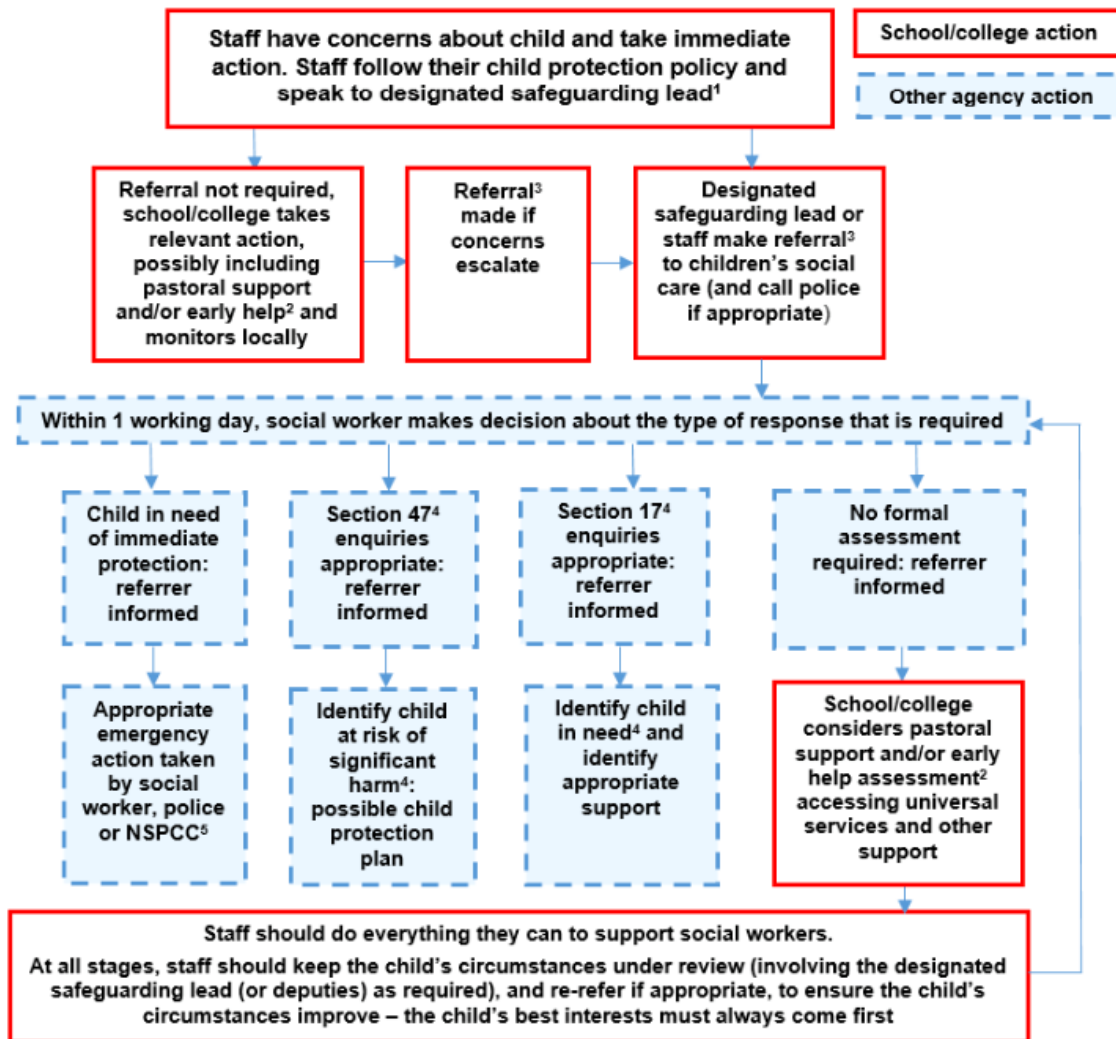 Staff have concerns about child and take immediate
action. Staff follow their child protection policy and
speak to designated safeguarding lead¹
School/college action
Other agency action
Referral not required,
school/college takes
relevant action,
possibly including
pastoral support
and/or early help² and
monitors locally
Referral³
made if
concerns
escalate
Designated
safeguarding lead or
staff make referral³
to children’s social
care (and call police
if appropriate)
Within 1 working day, social worker makes decision about the type of response that is required
Child in need
of immediate
protection:
referrer
informed
Section 47⁴
enquiries
appropriate:
referrer
informed
Section 17⁴
enquiries
appropriate:
referrer
informed
No formal
assessment
required: referrer
informed
Appropriate
emergency
action taken
by social
worker, police
or NSPCC⁵
Identify child
at risk of
significant
harm⁴:
possible child
protection
plan
Identify child
in need⁴ and
identify
appropriate
support
School/college
considers pastoral
support and/or early
help assessment²
accessing universal
services and other
support
Staff should do everything they can to support social workers.
At all stages, staff should keep the child’s circumstances under review (involving the designated
safeguarding lead (or deputies) as required), and re-refer if appropriate, to ensure the child’s
circumstances improve – the child’s best interests must always come first